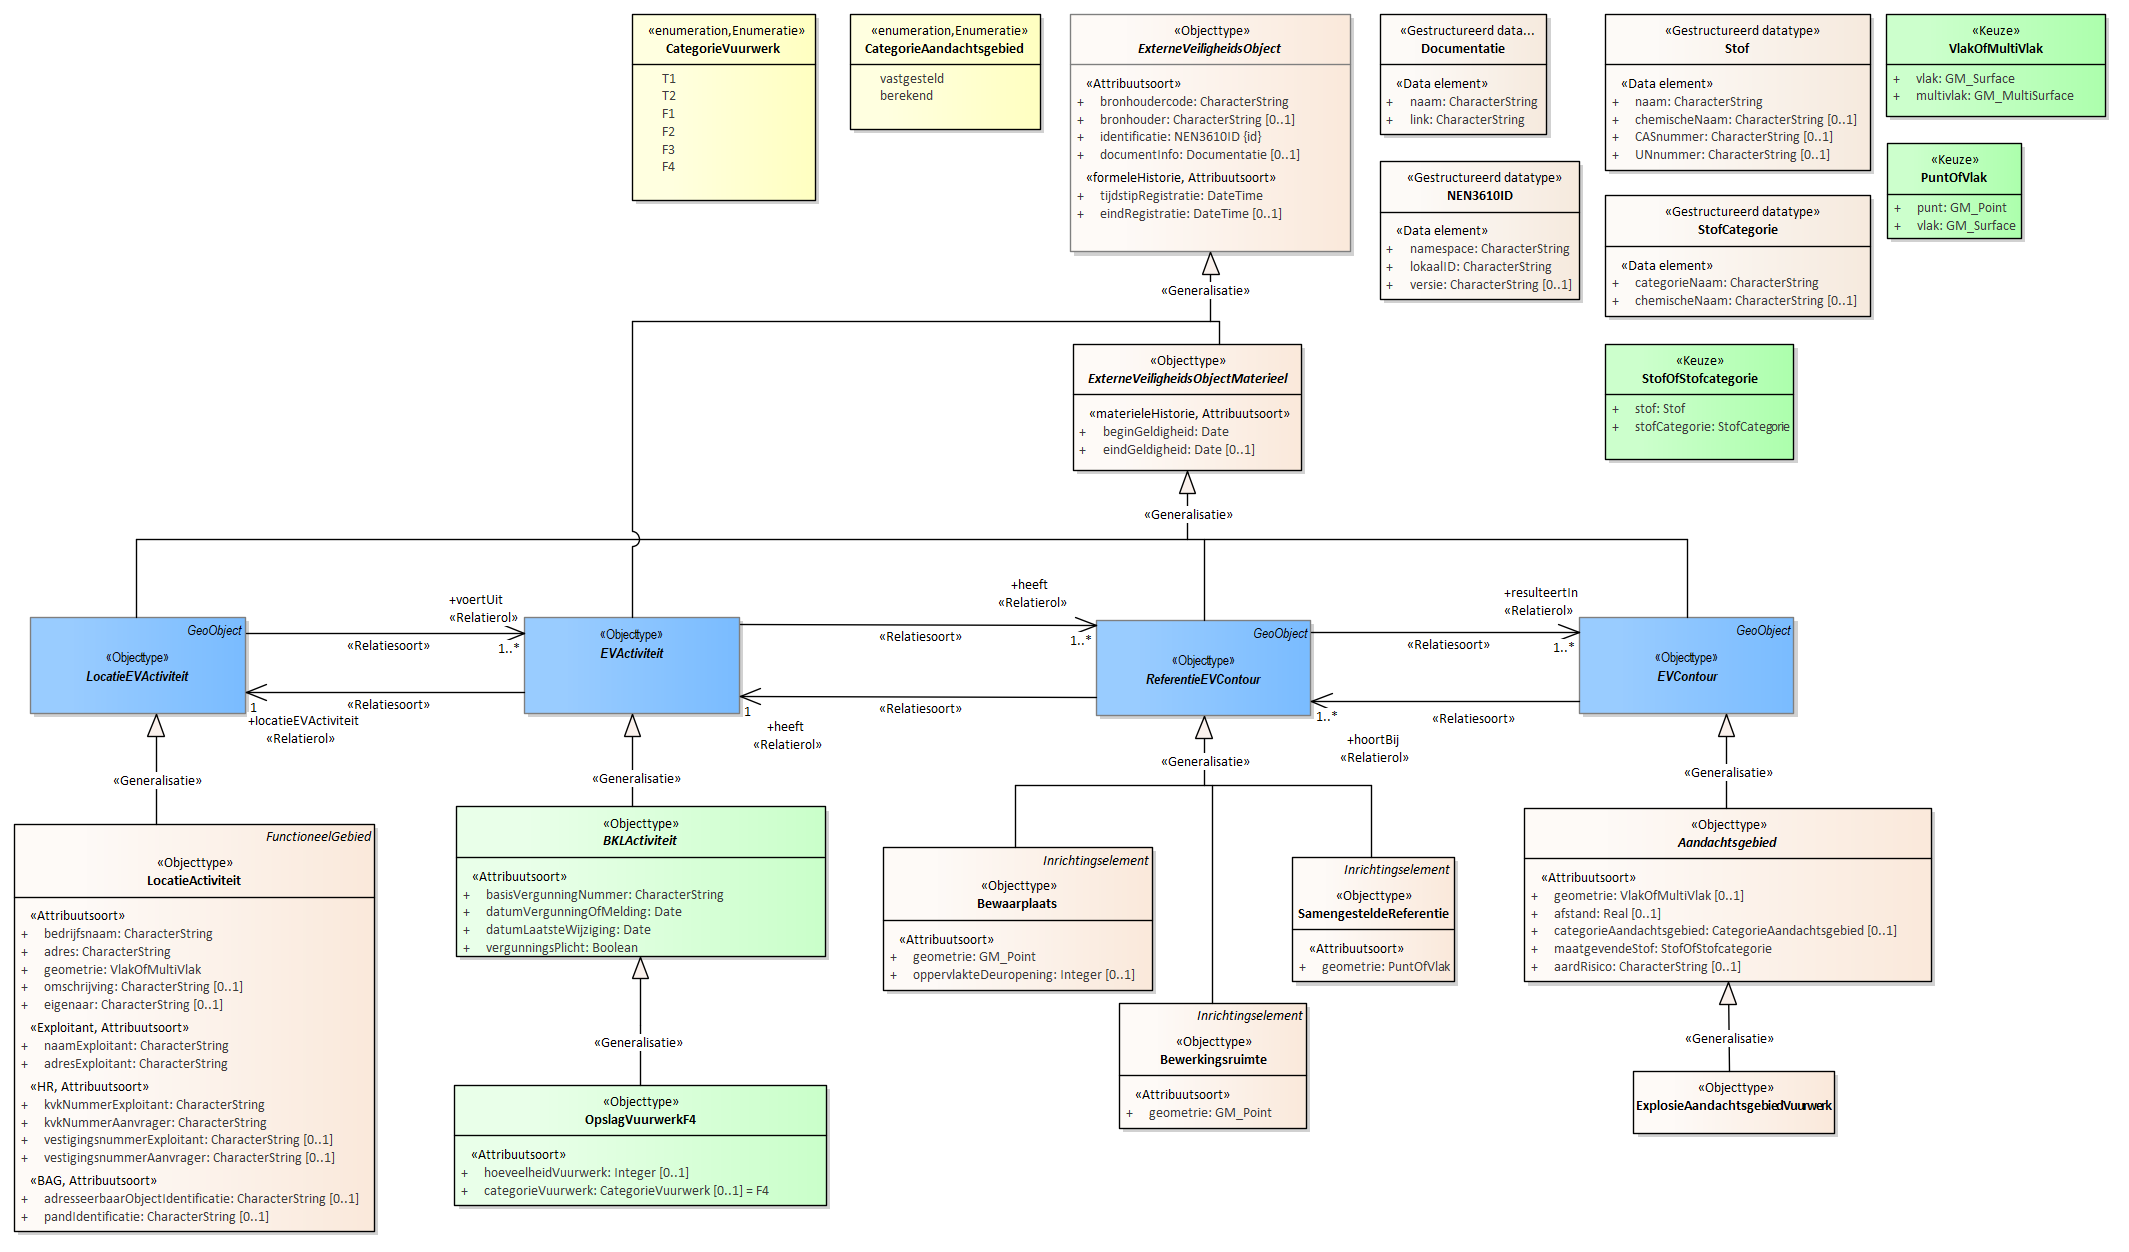 «enumeration,Enumeratie»
CategorieVuurwerk
T1
T2
F1
F2
F3
F4
«enumeration,Enumeratie»
CategorieAandachtsgebied
vastgesteld
berekend
«Objecttype»
ExterneVeiligheidsObject
«Attribuutsoort»
+ bronhoudercode: CharacterString
+ bronhouder: CharacterString [0..1]
+ identificatie: NEN3610ID {id}
+ documentInfo: Documentatie [0..1]
«formeleHistorie, Attribuutsoort»
+ tijdstipRegistratie: DateTime
+ eindRegistratie: DateTime [0..1]
«Gestructureerd data...
Documentatie
«Data element»
+ naam: CharacterString
+ link: CharacterString
«Gestructureerd datatype»
NEN3610ID
«Data element»
+ namespace: CharacterString
+ lokaalID: CharacterString
+ versie: CharacterString [0..1]
«Gestructureerd datatype»
Stof
«Data element»
+ naam: CharacterString
+ chemischeNaam: CharacterString [0..1]
+ CASnummer: CharacterString [0..1]
+ UNnummer: CharacterString [0..1]
«Gestructureerd datatype»
StofCategorie
«Data element»
+ categorieNaam: CharacterString
+ chemischeNaam: CharacterString [0..1]
«Keuze»
VlakOfMultiVlak
+ vlak: GM_Surface
+ multivlak: GM_MultiSurface
«Keuze»
PuntOfVlak
+ punt: GM_Point
+ vlak: GM_Surface
«Keuze»
StofOfStofcategorie
+ stof: Stof
+ stofCategorie: StofCategorie
«Generalisatie»
«Objecttype»
ExterneVeiligheidsObjectMaterieel
«materieleHistorie, Attribuutsoort»
+ beginGeldigheid: Date
+ eindGeldigheid: Date [0..1]
«Generalisatie»
GeoObject
«Objecttype»
LocatieEVActiviteit
+voertUit
«Relatierol»
«Relatiesoort»
1..*
«Relatiesoort»
1
+locatieEVActiviteit
«Relatierol»
«Objecttype»
EVActiviteit
+heeft
«Relatierol»
«Relatiesoort»
1..*
«Relatiesoort»
1
+heeft
«Relatierol»
GeoObject
«Objecttype»
ReferentieEVContour
+resulteertIn
«Relatierol»
«Relatiesoort»
1..*
«Relatiesoort»
1..*
+hoortBij
«Relatierol»
GeoObject
«Objecttype»
EVContour
«Generalisatie»
«Generalisatie»
«Generalisatie»
«Generalisatie»
FunctioneelGebied
«Objecttype»
LocatieActiviteit
«Attribuutsoort»
+ bedrijfsnaam: CharacterString
+ adres: CharacterString
+ geometrie: VlakOfMultiVlak
+ omschrijving: CharacterString [0..1]
+ eigenaar: CharacterString [0..1]
«Exploitant, Attribuutsoort»
+ naamExploitant: CharacterString
+ adresExploitant: CharacterString
«HR, Attribuutsoort»
+ kvkNummerExploitant: CharacterString
+ kvkNummerAanvrager: CharacterString
+ vestigingsnummerExploitant: CharacterString [0..1]
+ vestigingsnummerAanvrager: CharacterString [0..1]
«BAG, Attribuutsoort»
+ adresseerbaarObjectIdentificatie: CharacterString [0..1]
+ pandIdentificatie: CharacterString [0..1]
«Objecttype»
BKLActiviteit
«Attribuutsoort»
+ basisVergunningNummer: CharacterString
+ datumVergunningOfMelding: Date
+ datumLaatsteWijziging: Date
+ vergunningsPlicht: Boolean
«Generalisatie»
«Objecttype»
OpslagVuurwerkF4
«Attribuutsoort»
+ hoeveelheidVuurwerk: Integer [0..1]
+ categorieVuurwerk: CategorieVuurwerk [0..1] = F4
Inrichtingselement
«Objecttype»
Bewaarplaats
«Attribuutsoort»
+ geometrie: GM_Point
+ oppervlakteDeuropening: Integer [0..1]
Inrichtingselement
«Objecttype»
Bewerkingsruimte
«Attribuutsoort»
+ geometrie: GM_Point
Inrichtingselement
«Objecttype»
SamengesteldeReferentie
«Attribuutsoort»
+ geometrie: PuntOfVlak
«Objecttype»
Aandachtsgebied
«Attribuutsoort»
+ geometrie: VlakOfMultiVlak [0..1]
+ afstand: Real [0..1]
+ categorieAandachtsgebied: CategorieAandachtsgebied [0..1]
+ maatgevendeStof: StofOfStofcategorie
+ aardRisico: CharacterString [0..1]
«Generalisatie»
«Objecttype»
ExplosieAandachtsgebiedVuurwerk